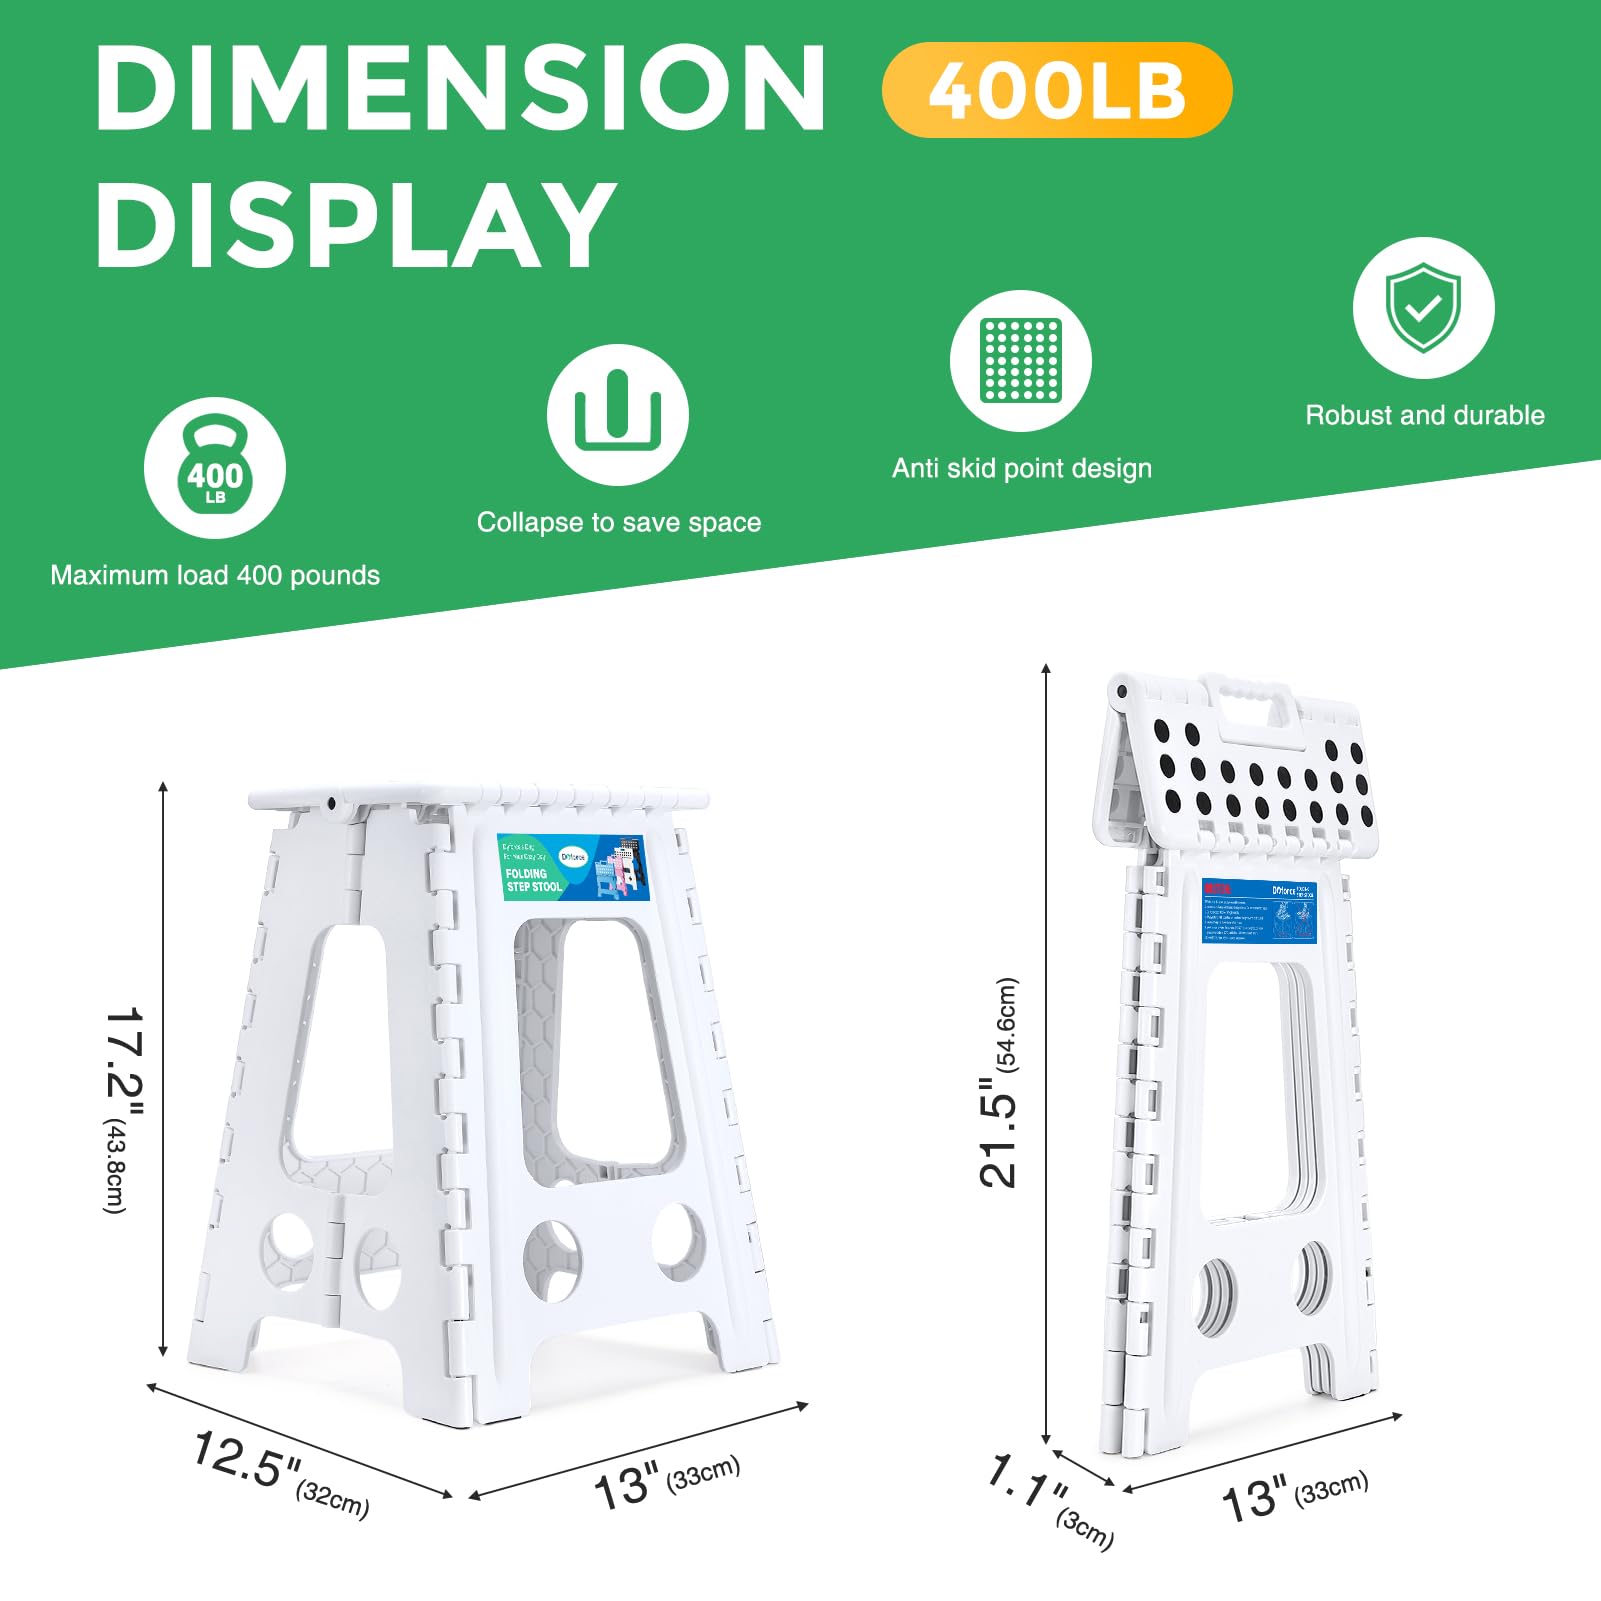 DIMENSION 400LB
DISPLAY
Robust and durable
Anti skid point design
400
LB
Collapse to save space
Maximum load 400 pounds
FOLDING
STEP STOOL
17.2" (43.8cm)
12.5" (32cm)
13" (33cm)
21.5" (54.6cm)
1.1" (3cm)
13" (33cm)